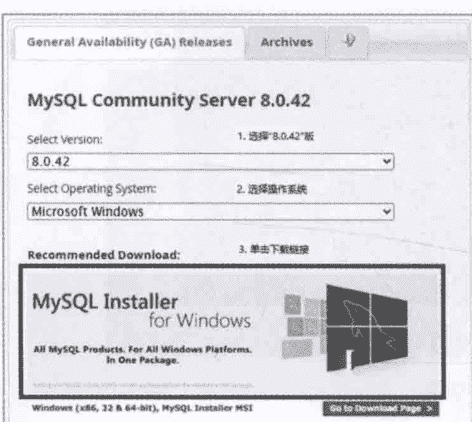 General Availability (GA) Releases
Archives
MySQL Community Server 8.0.42
Select Version:
1. 选择“8.0.42”版
8.0.42
Select Operating System:
2. 选择操作系统
Microsoft Windows
Recommended Download:
3. 单击下载链接
MySQL Installer
for Windows
All MySQL Products. For All Windows Platforms.
In One Package.
Windows (x86, 32 & 64-bit), MySQL Installer MSI
Go to Download Page >